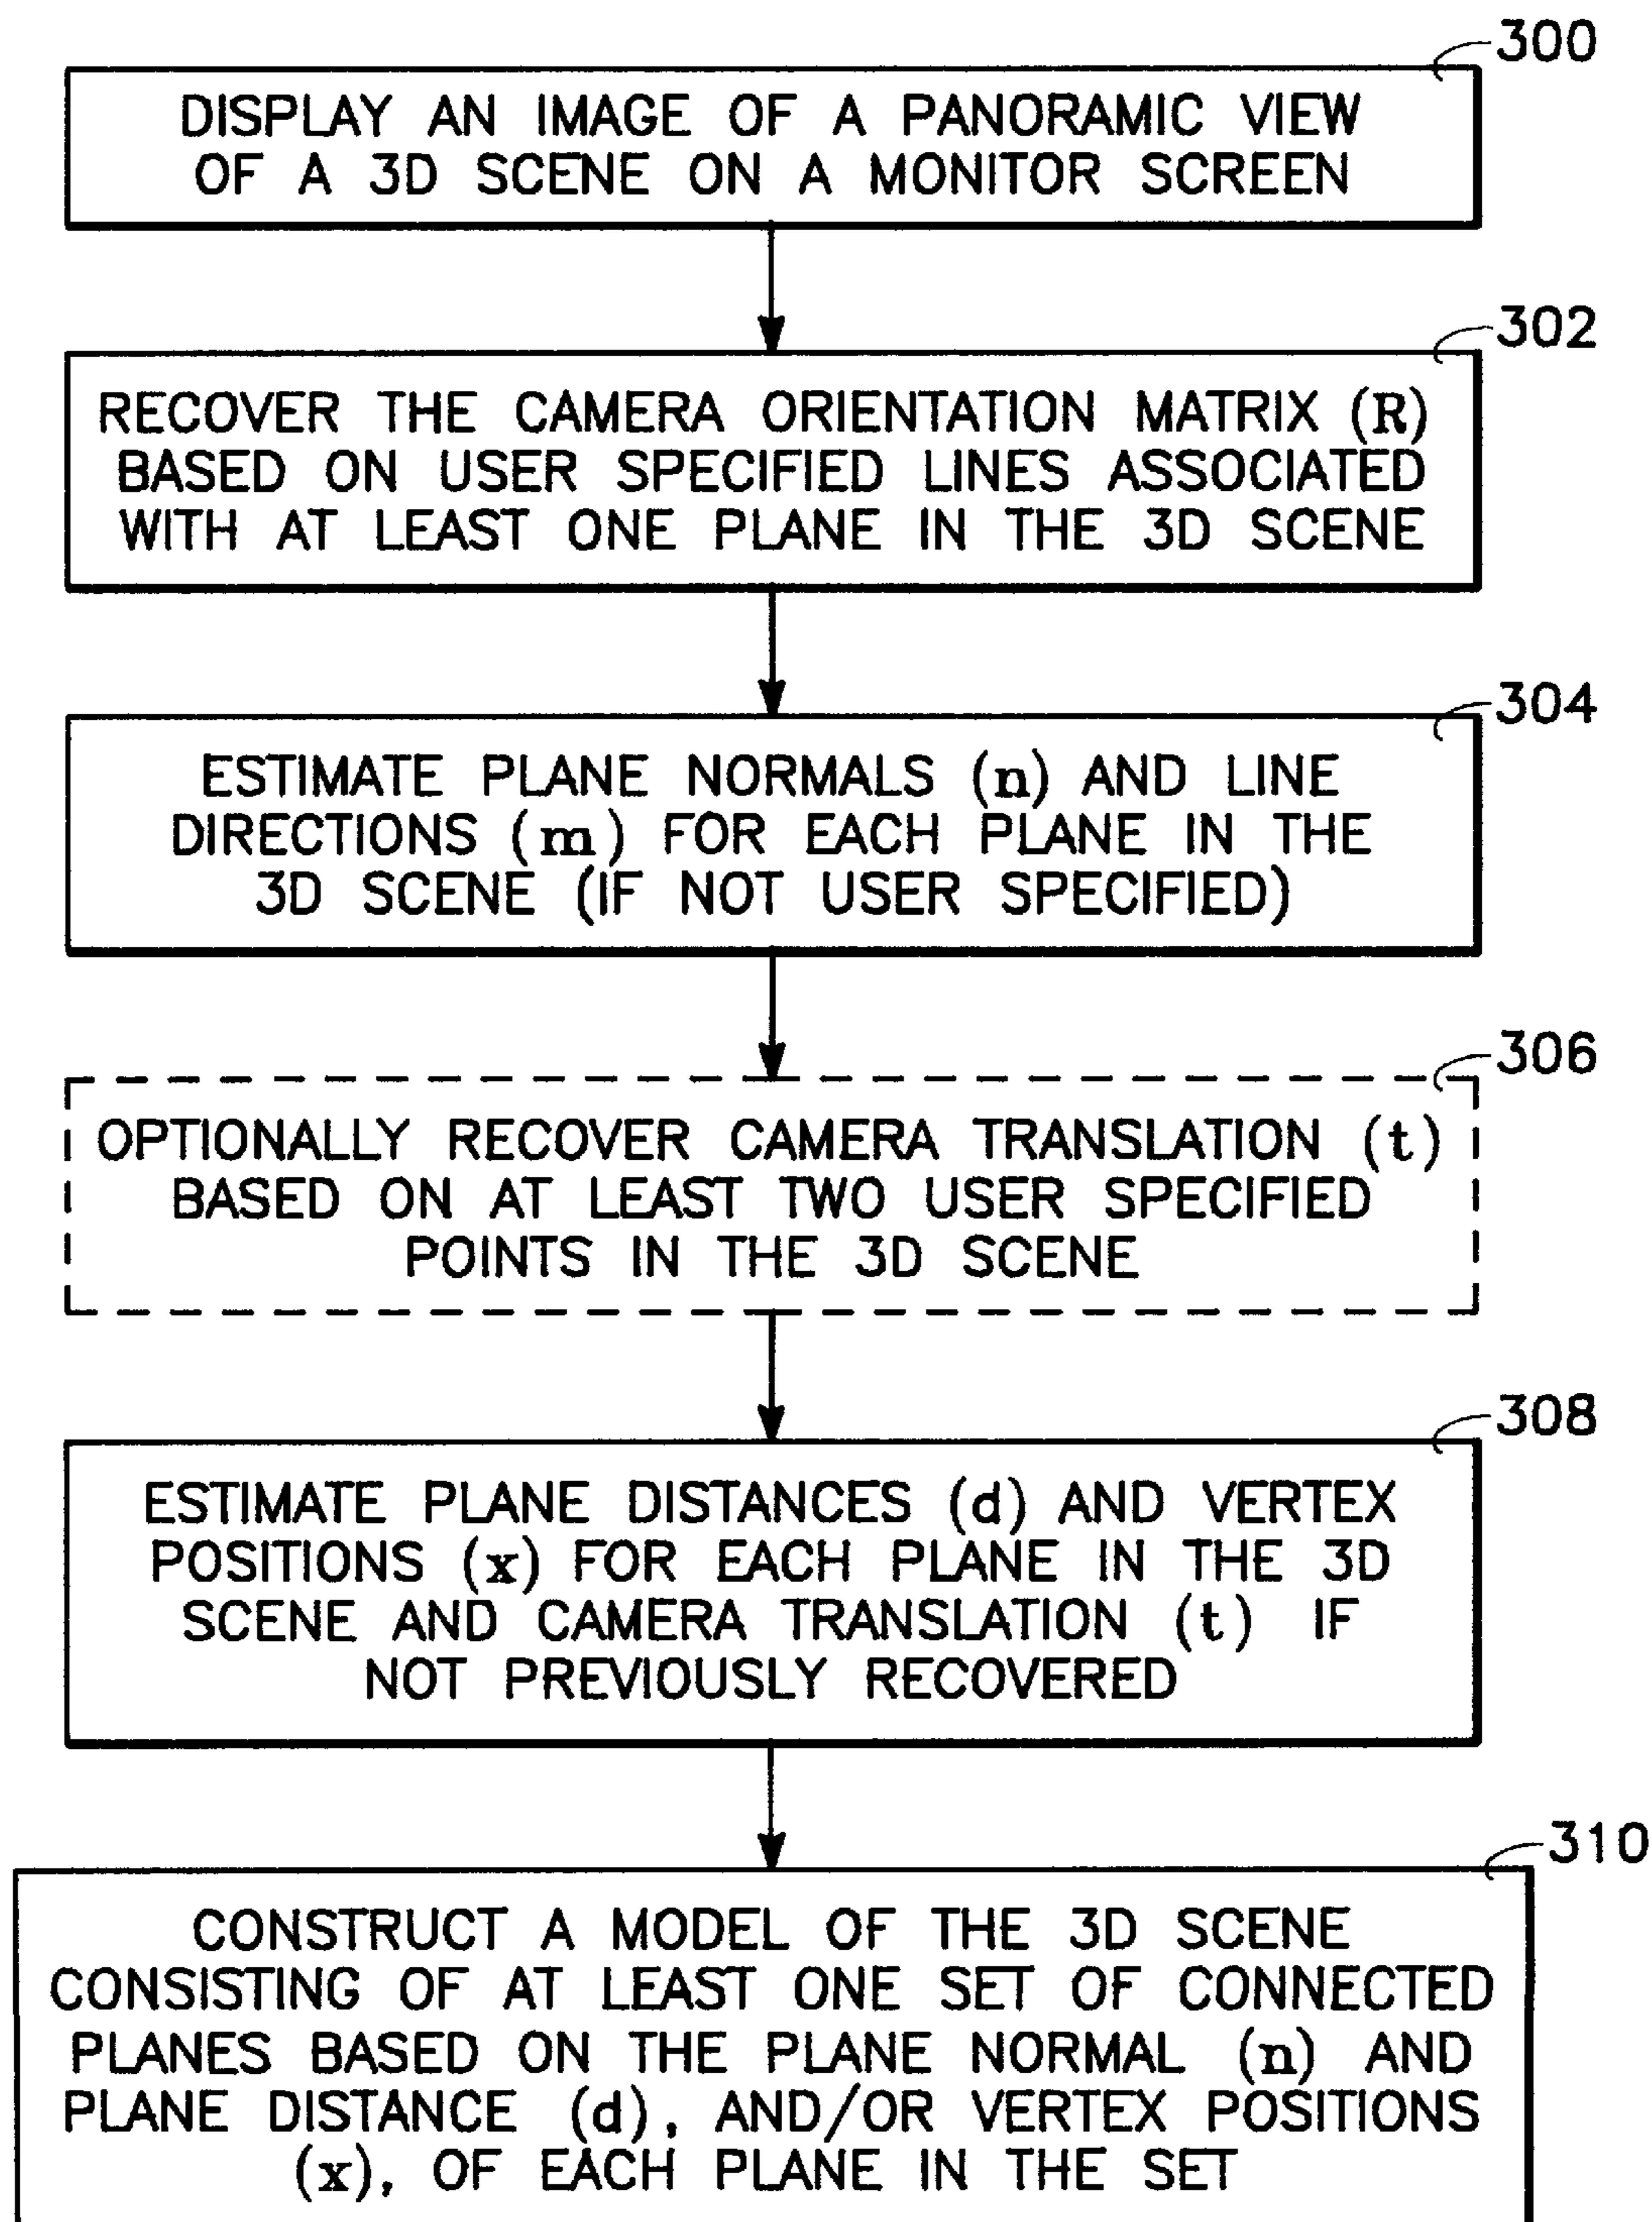 300
DISPLAY AN IMAGE OF A PANORAMIC VIEW
OF A 3D SCENE ON A MONITOR SCREEN
302
RECOVER THE CAMERA ORIENTATION MATRIX (R)
BASED ON USER SPECIFIED LINES ASSOCIATED
WITH AT LEAST ONE PLANE IN THE 3D SCENE
304
ESTIMATE PLANE NORMALS (n) AND LINE
DIRECTIONS (m) FOR EACH PLANE IN THE
3D SCENE (IF NOT USER SPECIFIED)
306
OPTIONALLY RECOVER CAMERA TRANSLATION (t)
BASED ON AT LEAST TWO USER SPECIFIED
POINTS IN THE 3D SCENE
308
ESTIMATE PLANE DISTANCES (d) AND VERTEX
POSITIONS (x) FOR EACH PLANE IN THE 3D
SCENE AND CAMERA TRANSLATION (t) IF
NOT PREVIOUSLY RECOVERED
310
CONSTRUCT A MODEL OF THE 3D SCENE
CONSISTING OF AT LEAST ONE SET OF CONNECTED
PLANES BASED ON THE PLANE NORMAL (n) AND
PLANE DISTANCE (d), AND/OR VERTEX POSITIONS
(x), OF EACH PLANE IN THE SET